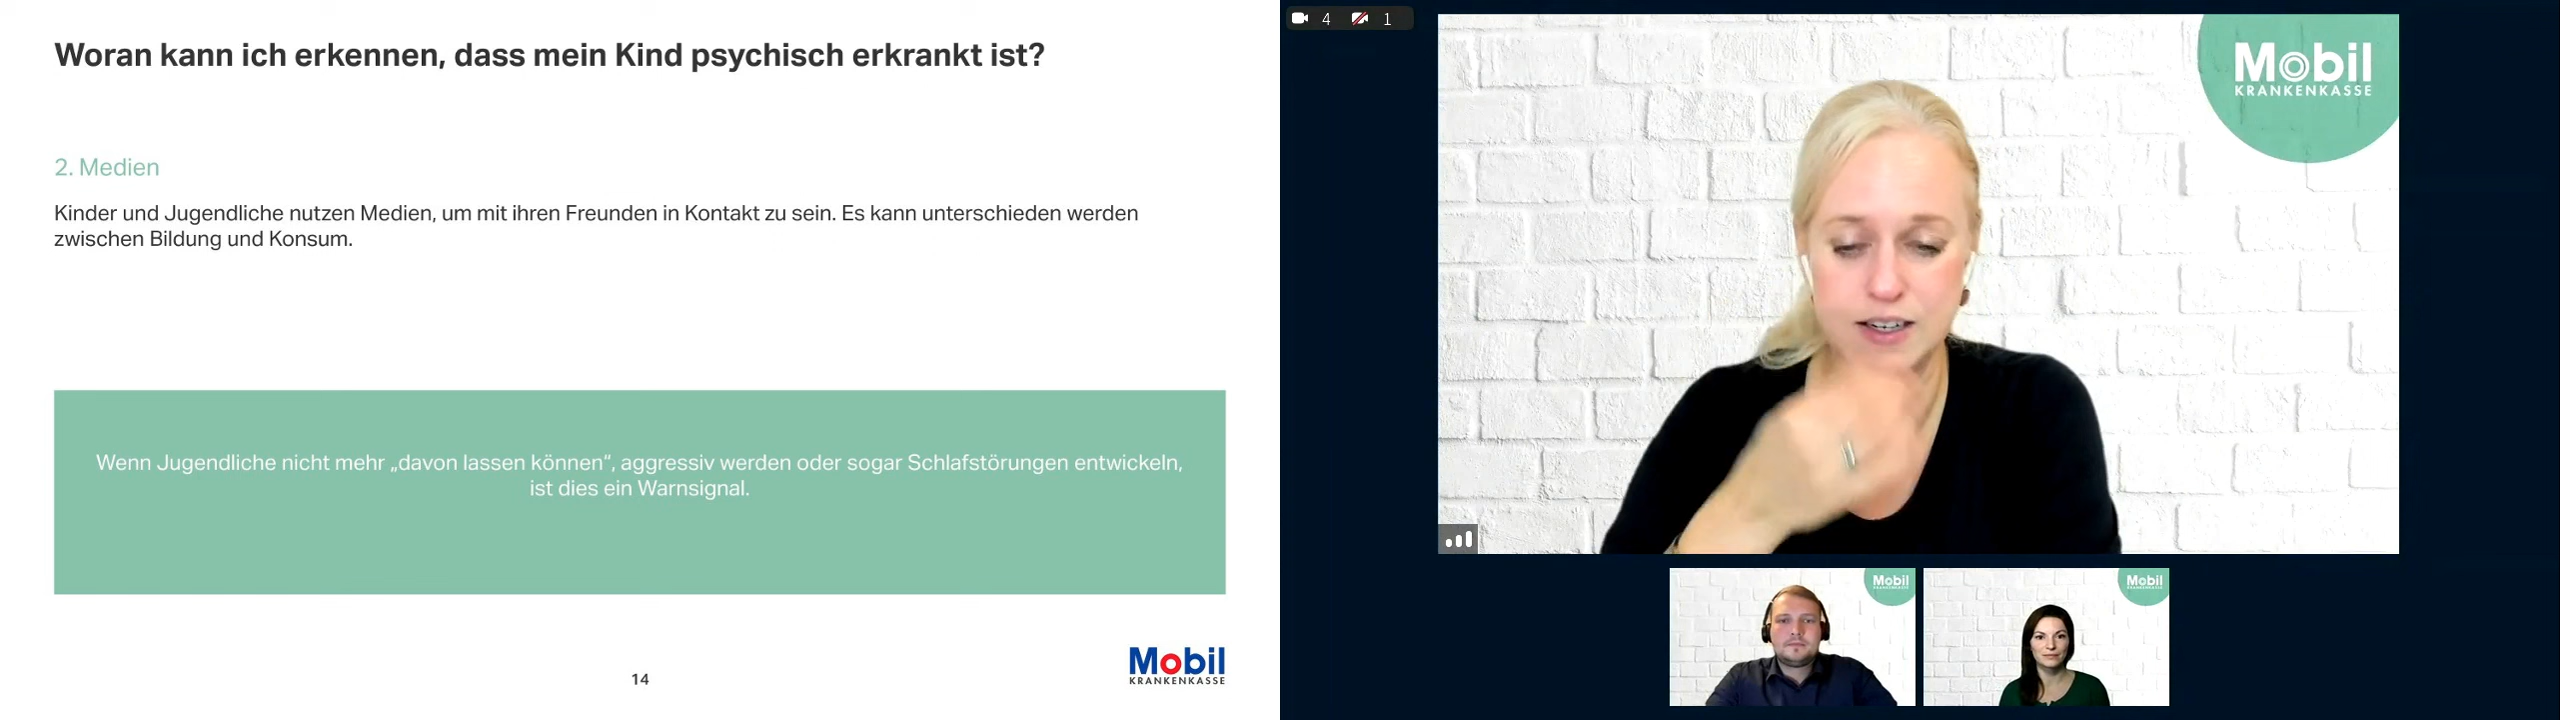 Woran kann ich erkennen, dass mein Kind psychisch erkrankt ist?
2. Medien
Kinder und Jugendliche nutzen Medien, um mit ihren Freunden in Kontakt zu sein. Es kann unterschieden werden
zwischen Bildung und Konsum.
Wenn Jugendliche nicht mehr „davon lassen können“, aggressiv werden oder sogar Schlafstörungen entwickeln,
ist dies ein Warnsignal.
14
Mobil
KRANKENKASSE
4 1
Mobil
KRANKENKASSE
Mobil
KRANKENKASSE
Mobil
KRANKENKASSE